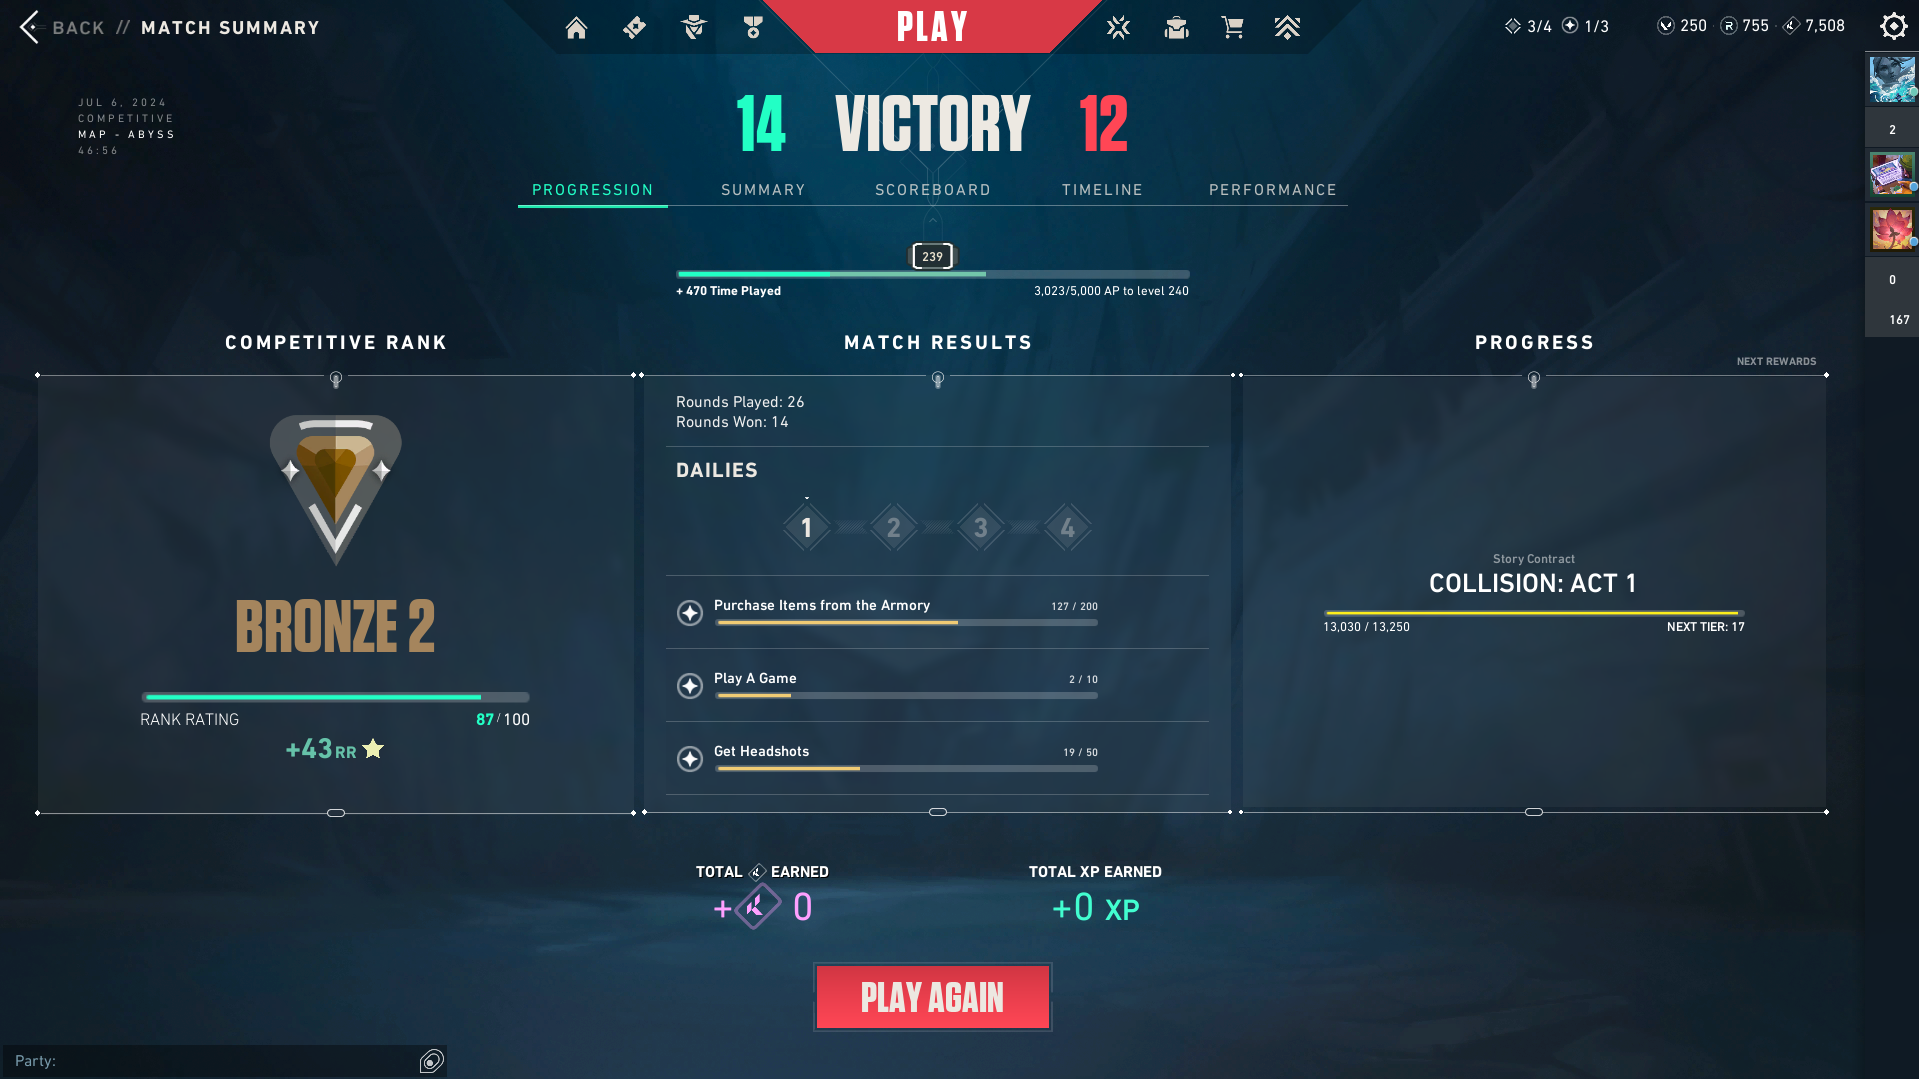 BACK // MATCH SUMMARY
PLAY
3/4 1/3 250 755 7,508
JUL 6, 2024
COMPETITIVE
MAP - ABYSS
46:56
14 VICTORY 12
PROGRESSION SUMMARY SCOREBOARD TIMELINE PERFORMANCE
239
+ 470 Time Played 3,023/5,000 AP to level 240
2
0
167
COMPETITIVE RANK
BRONZE 2
RANK RATING 87 / 100
+43 RR
MATCH RESULTS
Rounds Played: 26
Rounds Won: 14
DAILIES
1 2 3 4
Purchase Items from the Armory 127 / 200
Play A Game 2 / 10
Get Headshots 19 / 50
PROGRESS
NEXT REWARDS
Story Contract
COLLISION: ACT 1
13,030 / 13,250 NEXT TIER: 17
TOTAL EARNED
+ 0
TOTAL XP EARNED
+0 XP
PLAY AGAIN
Party: